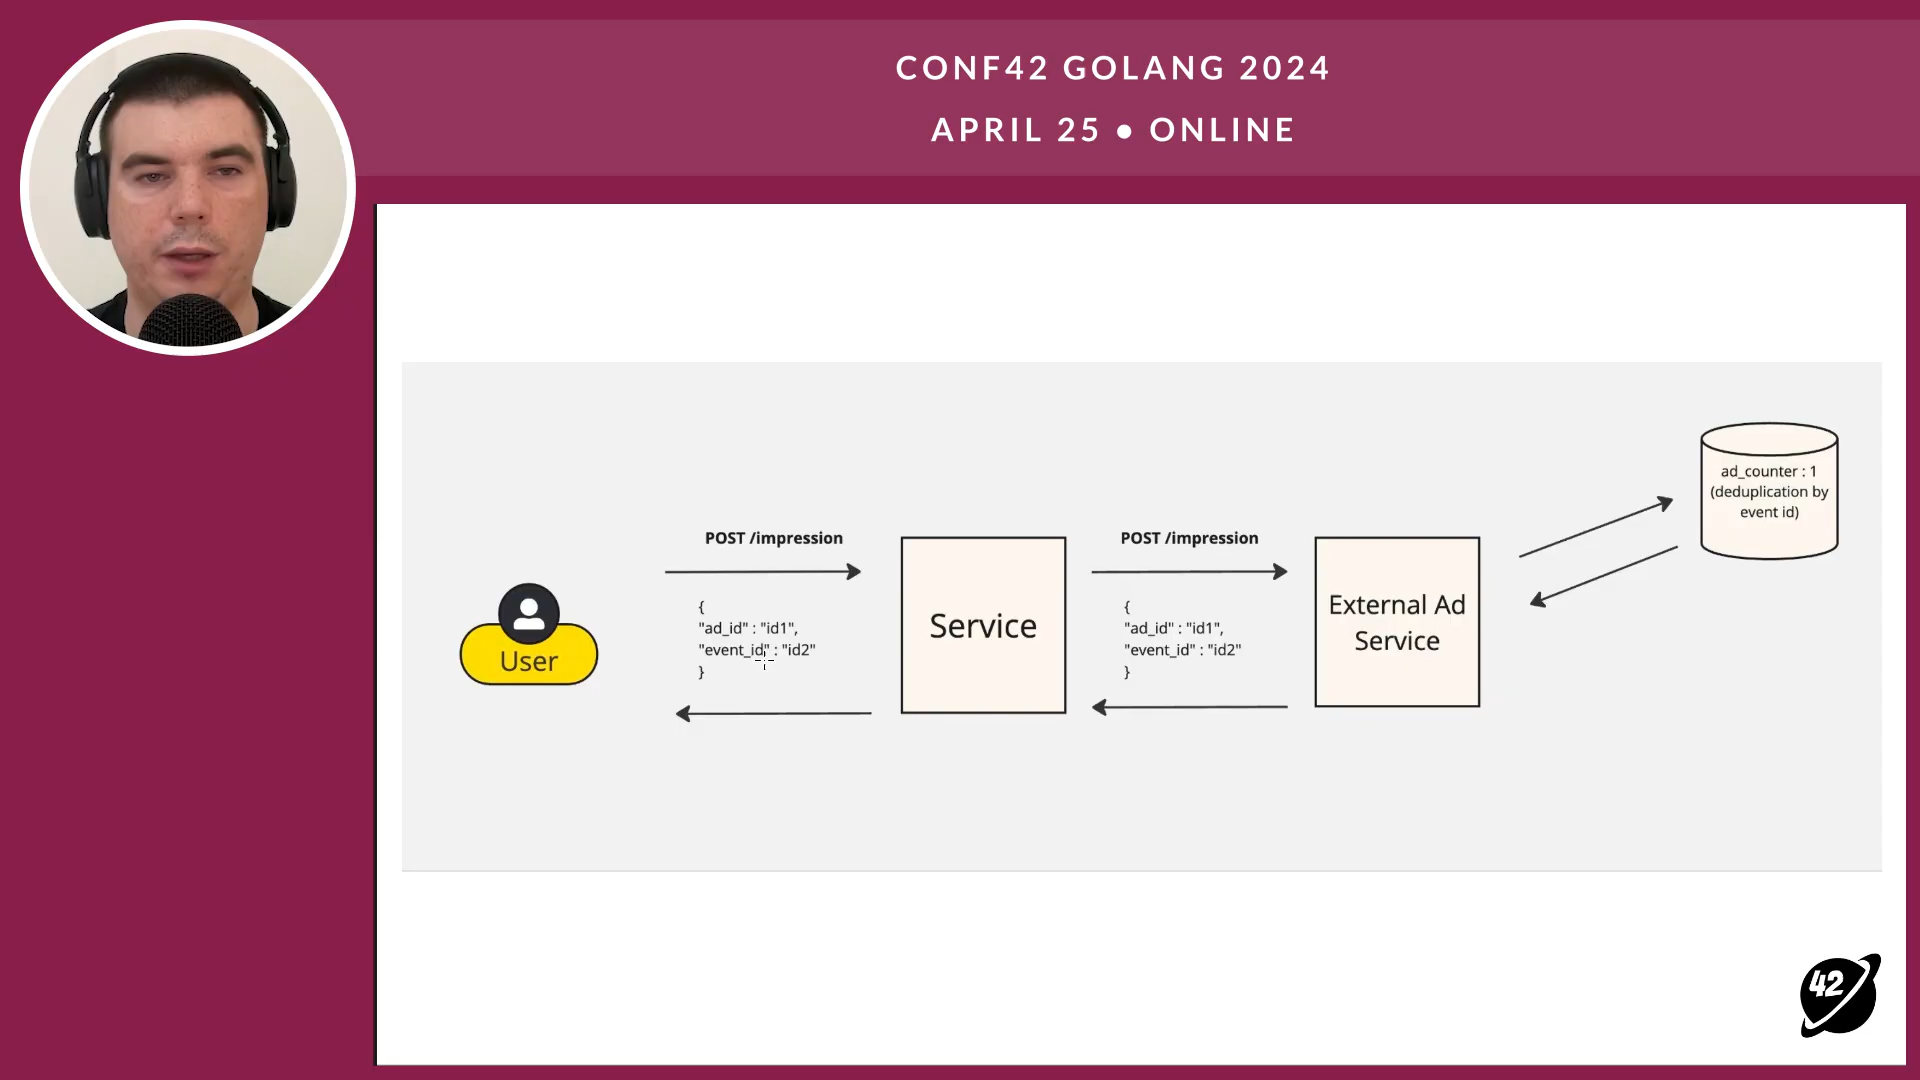 CONF42 GOLANG 2024
APRIL 25 • ONLINE
ad_counter : 1
(deduplication by
event id)
POST /impression
{
"ad_id" : "id1",
"event_id" : "id2"
}
User
Service
POST /impression
{
"ad_id" : "id1",
"event_id" : "id2"
}
External Ad
Service
42